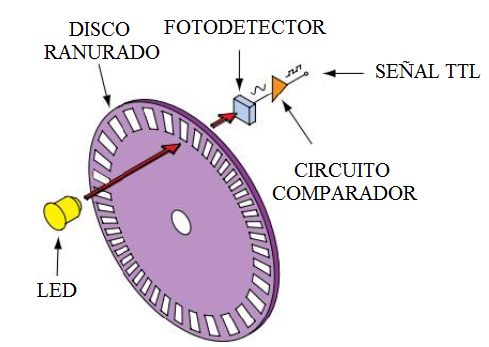 DISCO
RANURADO
FOTODETECTOR
SEÑAL TTL
CIRCUITO
COMPARADOR
LED